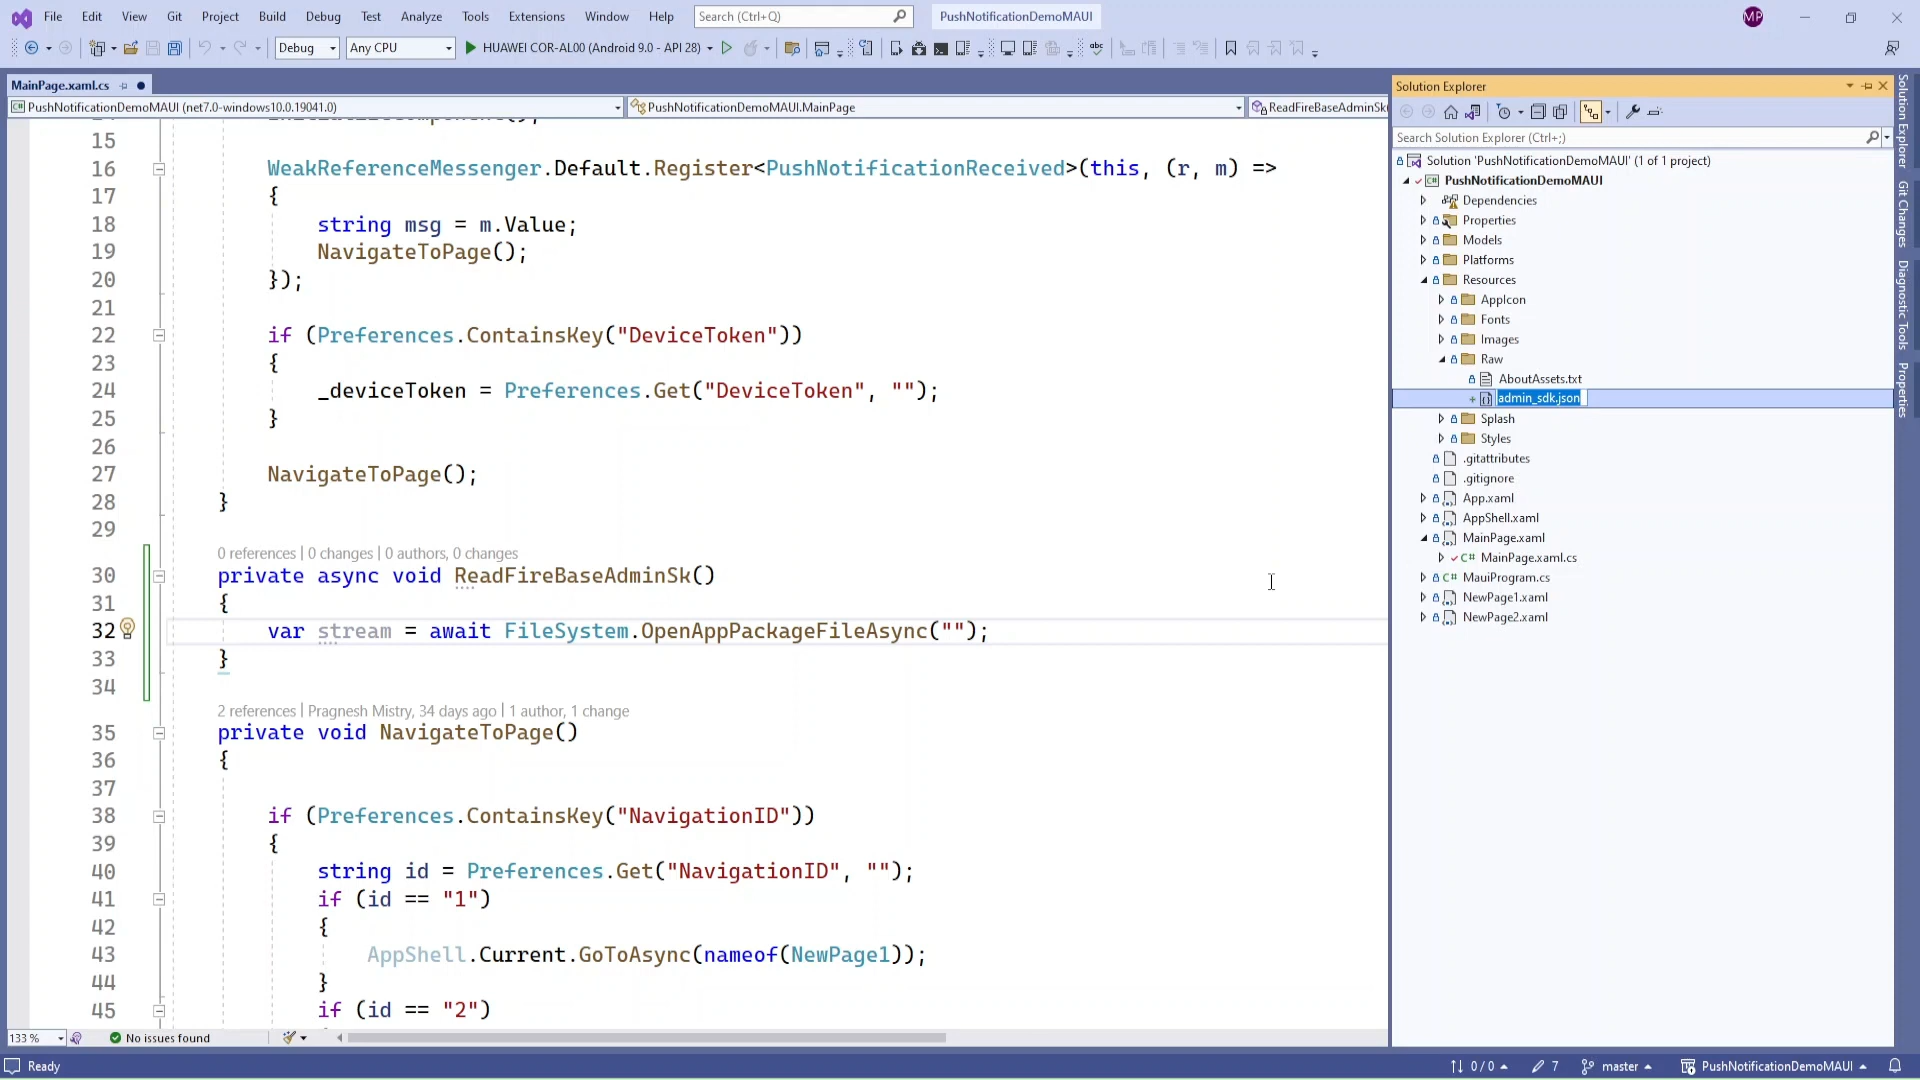 File Edit View Git Project Build Debug Test Analyze Tools Extensions Window Help Search (Ctrl+Q) PushNotificationDemoMAUI MP
Debug Any CPU HUAWEI COR-AL00 (Android 9.0 - API 28)
MainPage.xaml.cs
PushNotificationDemoMAUI (net7.0-windows10.0.19041.0) PushNotificationDemoMAUI.MainPage ReadFireBaseAdminSk(
15
16 WeakReferenceMessenger.Default.Register<PushNotificationReceived>(this, (r, m) =>
17 {
18 string msg = m.Value;
19 NavigateToPage();
20 });
21
22 if (Preferences.ContainsKey("DeviceToken"))
23 {
24 _deviceToken = Preferences.Get("DeviceToken", "");
25 }
26
27 NavigateToPage();
28 }
29
0 references | 0 changes | 0 authors, 0 changes
30 private async void ReadFireBaseAdminSk()
31 {
32 var stream = await FileSystem.OpenAppPackageFileAsync("");
33 }
34
2 references | Pragnesh Mistry, 34 days ago | 1 author, 1 change
35 private void NavigateToPage()
36 {
37
38 if (Preferences.ContainsKey("NavigationID"))
39 {
40 string id = Preferences.Get("NavigationID", "");
41 if (id == "1")
42 {
43 AppShell.Current.GoToAsync(nameof(NewPage1));
44 }
45 if (id == "2")
133 % No issues found
Solution Explorer
Search Solution Explorer (Ctrl+;)
Solution 'PushNotificationDemoMAUI' (1 of 1 project)
PushNotificationDemoMAUI
Dependencies
Properties
Models
Platforms
Resources
AppIcon
Fonts
Images
Raw
AboutAssets.txt
admin_sdk.json
Splash
Styles
.gitattributes
.gitignore
App.xaml
AppShell.xaml
MainPage.xaml
MainPage.xaml.cs
MauiProgram.cs
NewPage1.xaml
NewPage2.xaml
Solution Explorer
Git Changes
Diagnostic Tools
Properties
Ready 0 / 0 7 master PushNotificationDemoMAUI